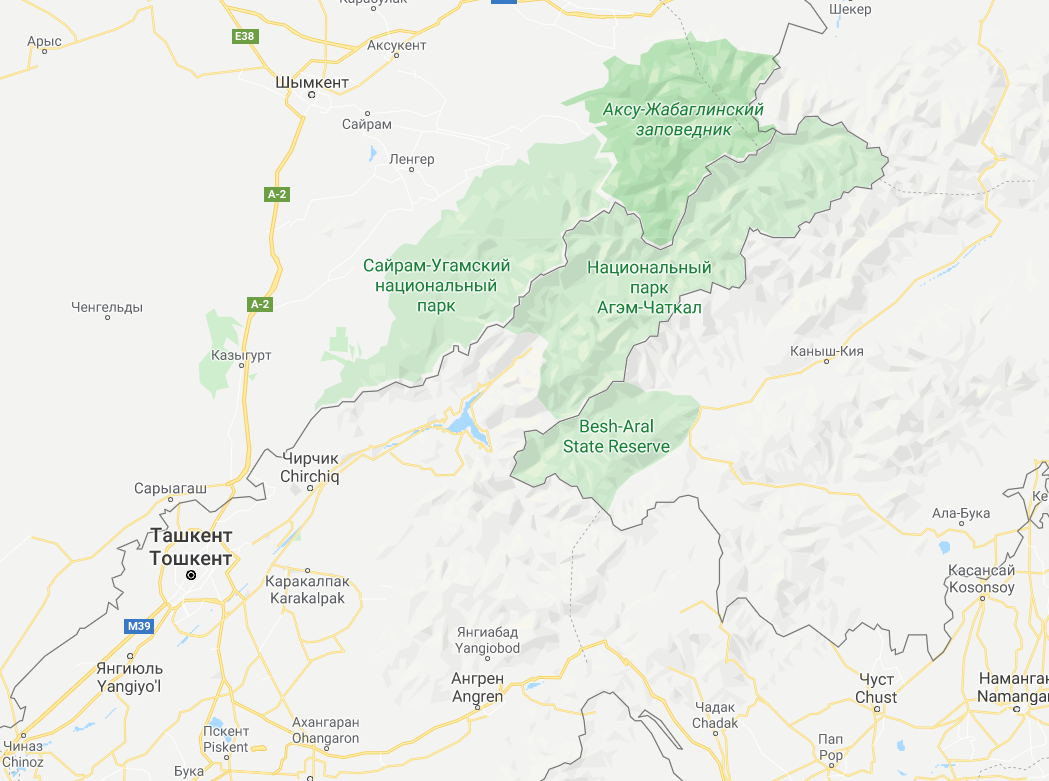 Карабулак
Шекер
Арыс
E38
Аксукент
Шымкент
Аксу-Жабаглинский
заповедник
Сайрам
Ленгер
A-2
Сайрам-Угамский
национальный
парк
Национальный
парк
Агэм-Чаткал
A-2
Ченгельды
Казыгурт
Каныш-Кия
Besh-Aral
State Reserve
Чирчик
Chirchiq
Сарыагаш
Ке
Ала-Бука
Ташкент
Тошкент
Касансай
Kosonsoy
Каракалпак
Karakalpak
M39
Янгиабад
Yangiobod
Янгиюль
Yangiyo'l
Ангрен
Angren
Чуст
Chust
Наманган
Namangan
Чадак
Chadak
Ахангаран
Ohangaron
Пскент
Piskent
Чиназ
Chinoz
Пап
Pop
Бука